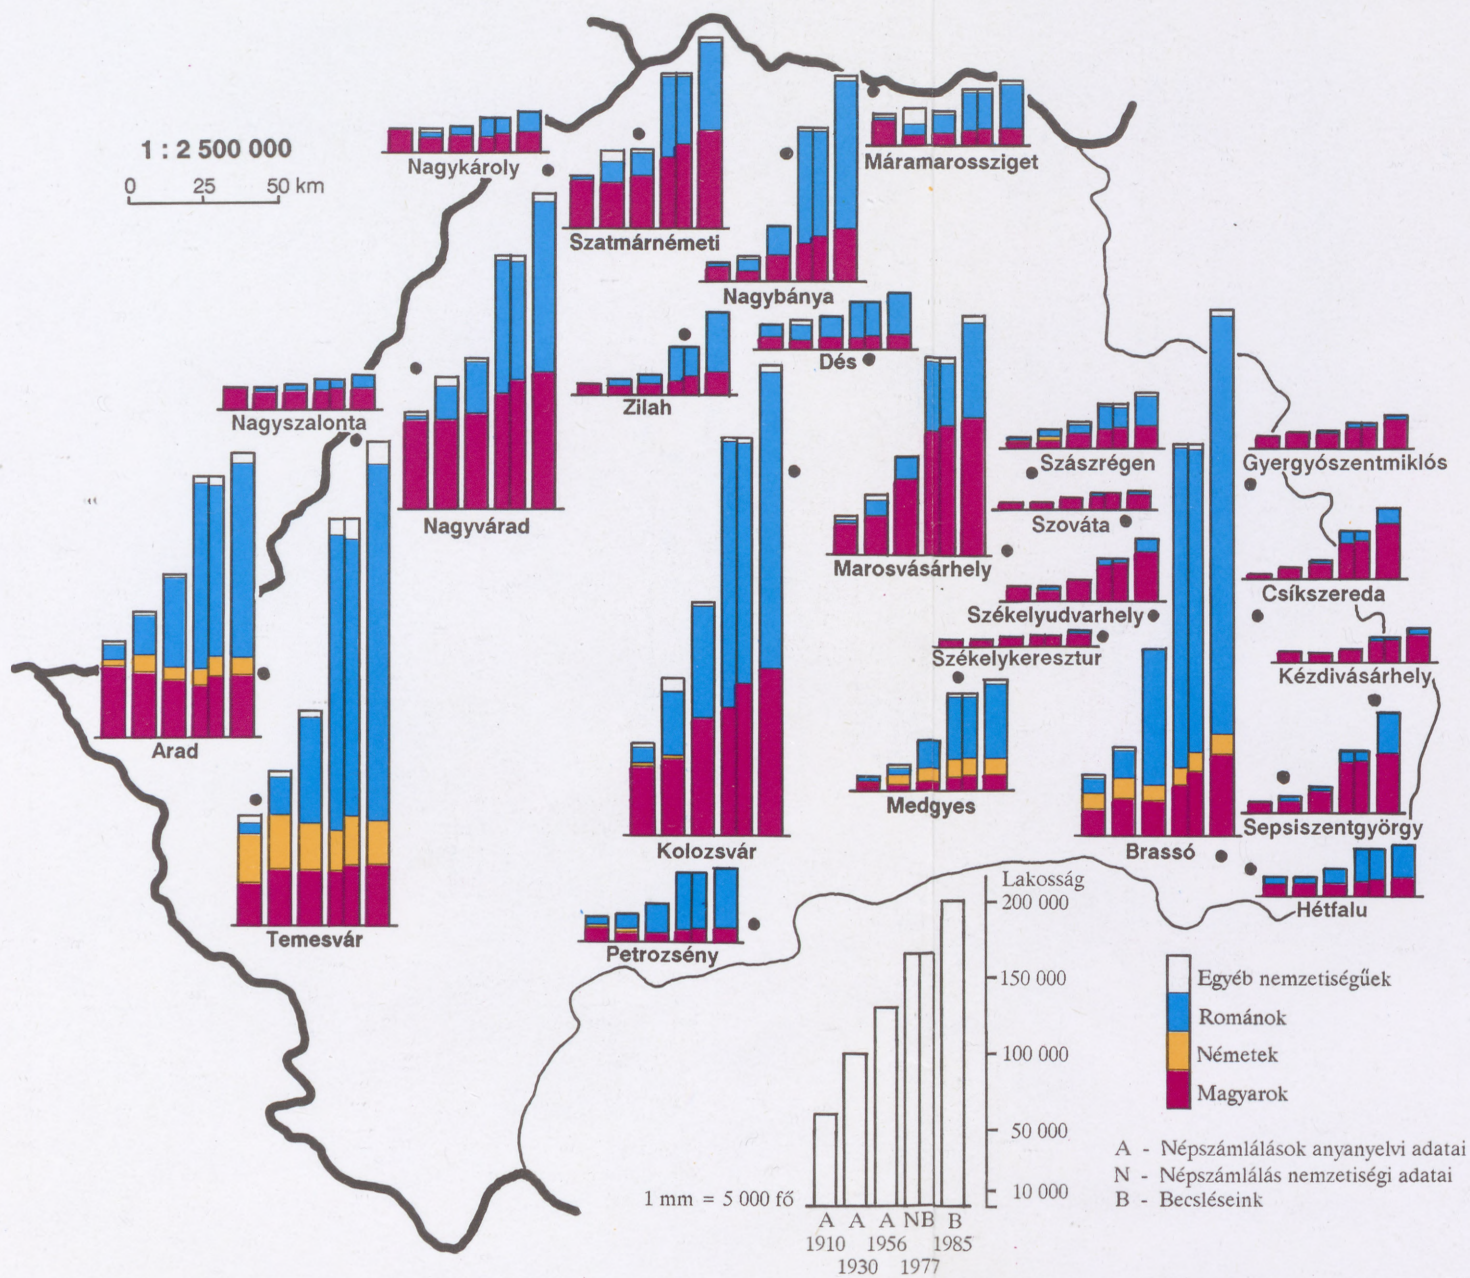 1 : 2 500 000
0 25 50 km
Nagykároly
Szatmárnémeti
Máramarossziget
Nagybánya
Dés
Zilah
Nagyszalonta
Nagyvárad
Szászrégen
Gyergyószentmiklós
Szováta
Marosvásárhely
Csíkszereda
Székelyudvarhely
Székelykeresztur
Kézdivásárhely
Arad
Medgyes
Sepsiszentgyörgy
Kolozsvár
Brassó
Hétfalu
Temesvár
Petrozsény
Lakosság
200 000
150 000
100 000
50 000
10 000
1 mm = 5 000 fő
A A A N B B
1910 1956 1985
1930 1977
Egyéb nemzetiségűek
Románok
Németek
Magyarok
A - Népszámlálások anyanyelvi adatai
N - Népszámlálás nemzetiségi adatai
B - Becsléseink